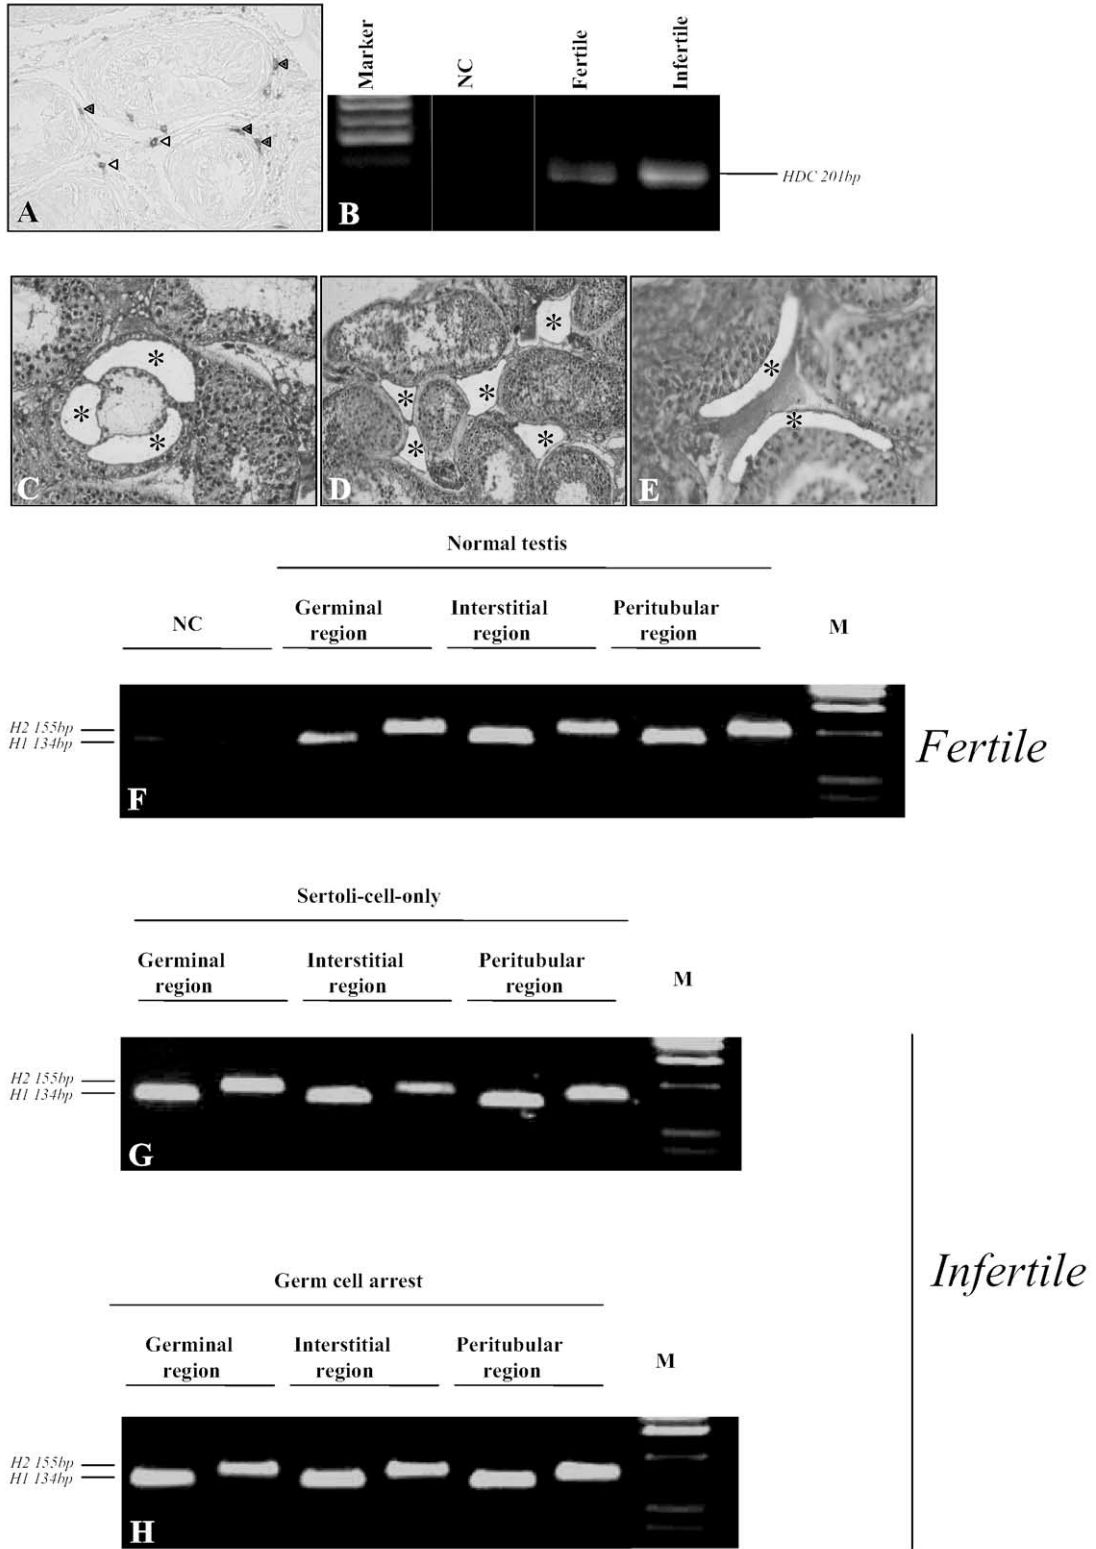 A
Marker
NC
Fertile
Infertile
B
HDC 201bp
*
*
*
C
*
*
*
*
*
D
*
*
E
Normal testis
NC
Germinal region
Interstitial region
Peritubular region
M
H2 155bp
H1 134bp
F
Fertile
Sertoli-cell-only
Germinal region
Interstitial region
Peritubular region
M
H2 155bp
H1 134bp
G
Infertile
Germ cell arrest
Germinal region
Interstitial region
Peritubular region
M
H2 155bp
H1 134bp
H